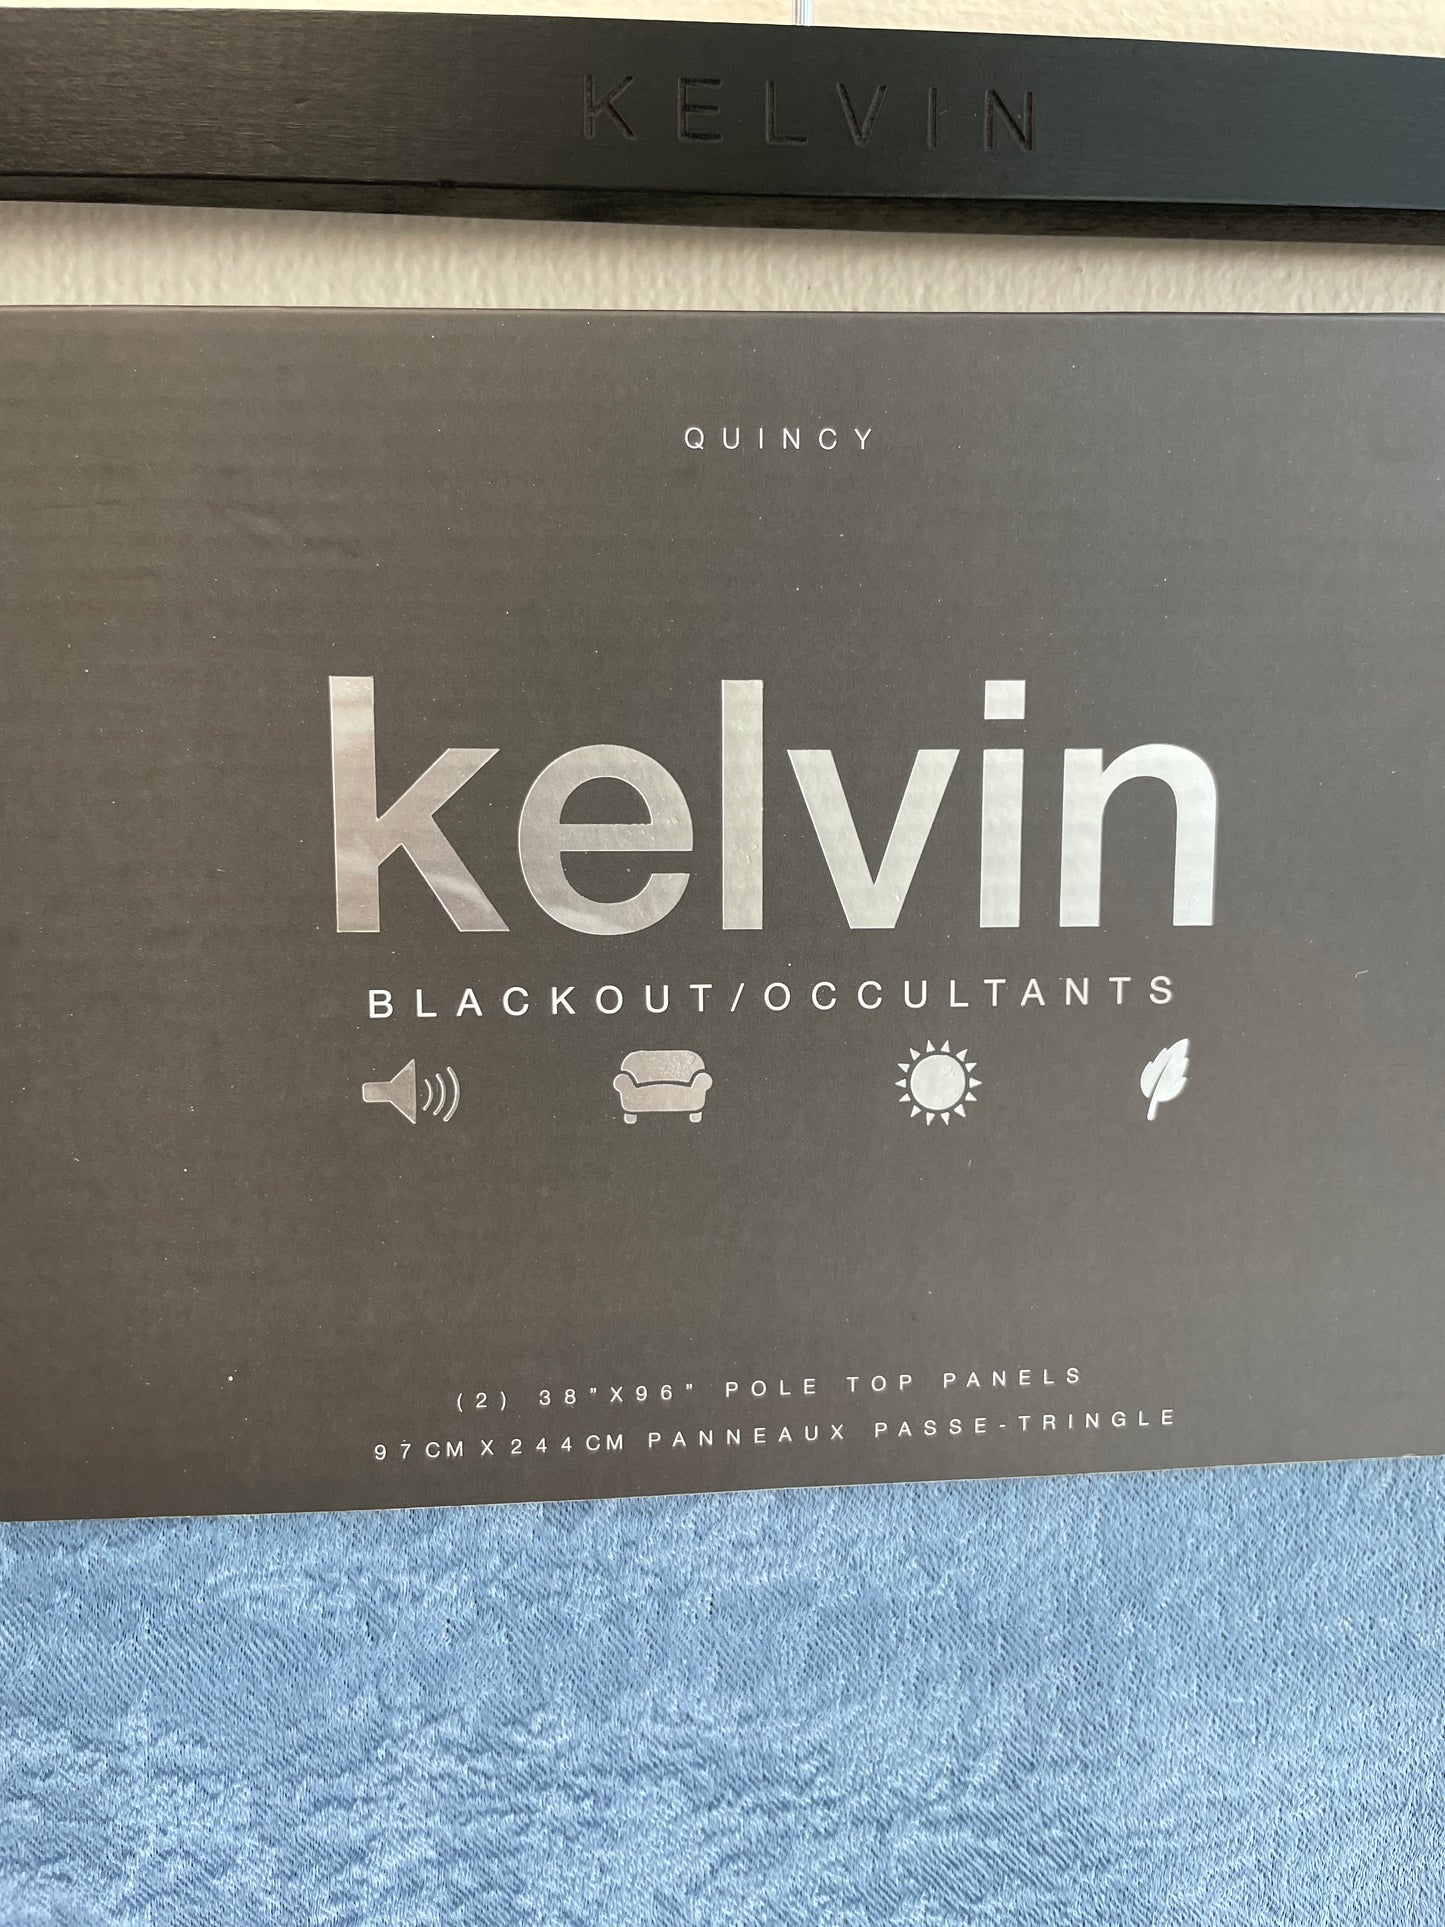 KELVIN
QUINCY
kelvin
BLACKOUT/OCCULTANTS
(2) 38"X96" POLE TOP PANELS
97CM X 244CM PANNEAUX PASSE-TRINGLE